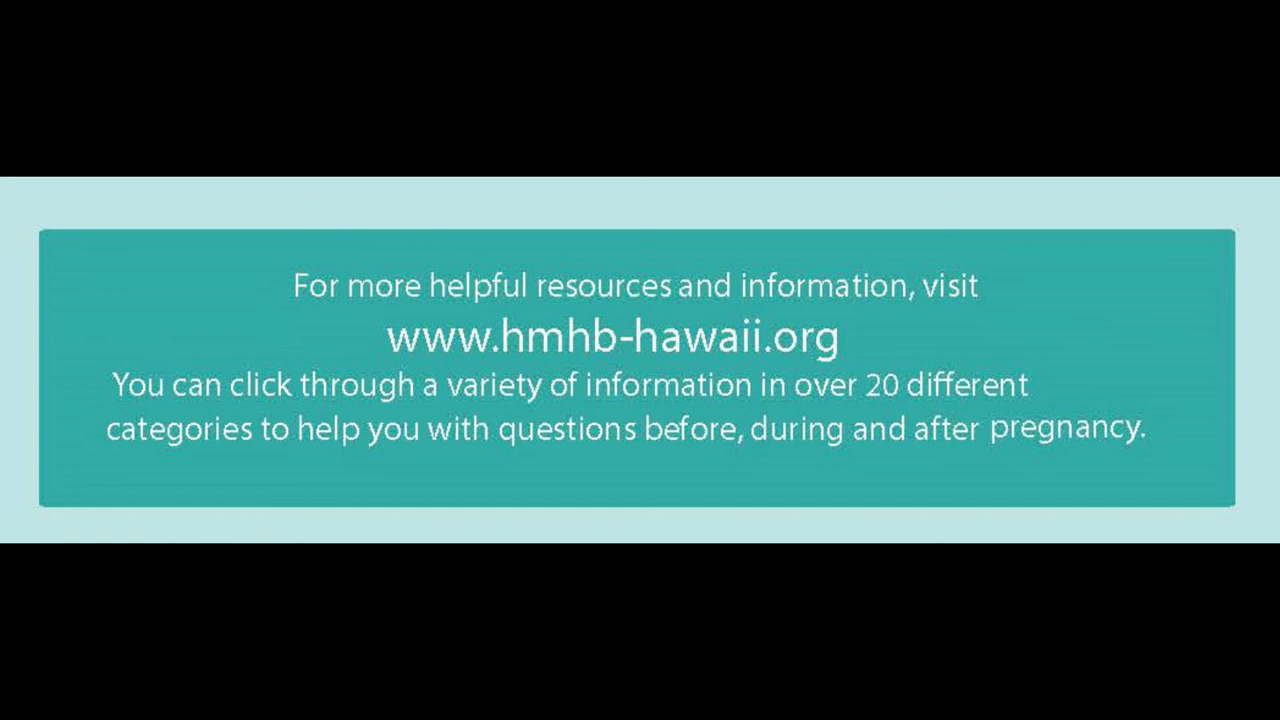 For more helpful resources and information, visit
www.hmhb-hawaii.org
You can click through a variety of information in over 20 different
categories to help you with questions before, during and after pregnancy.